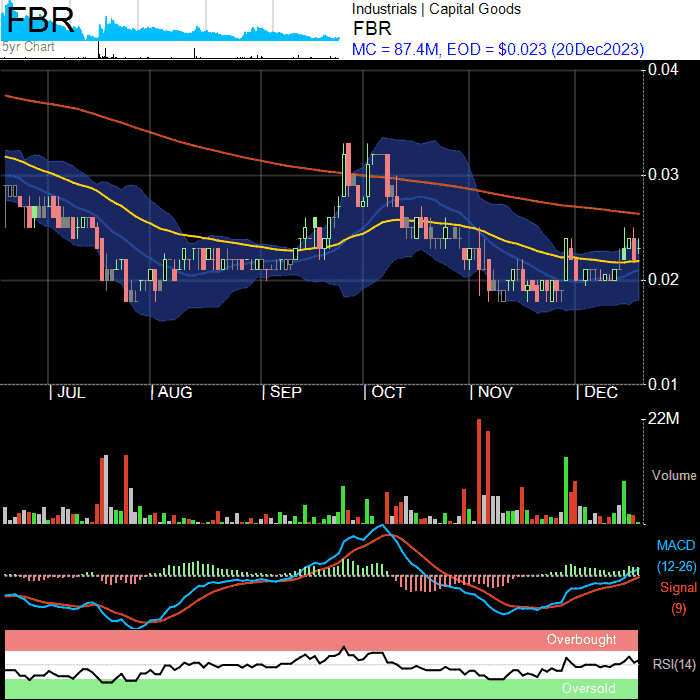 FBR
5yr Chart
Industrials | Capital Goods
FBR
MC = 87.4M, EOD = $0.023 (20Dec2023)
0.04
0.03
0.02
0.01
| JUL | AUG | SEP | OCT | NOV | DEC
22M
Volume
MACD
(12-26)
Signal
(9)
Overbought
RSI(14)
Oversold